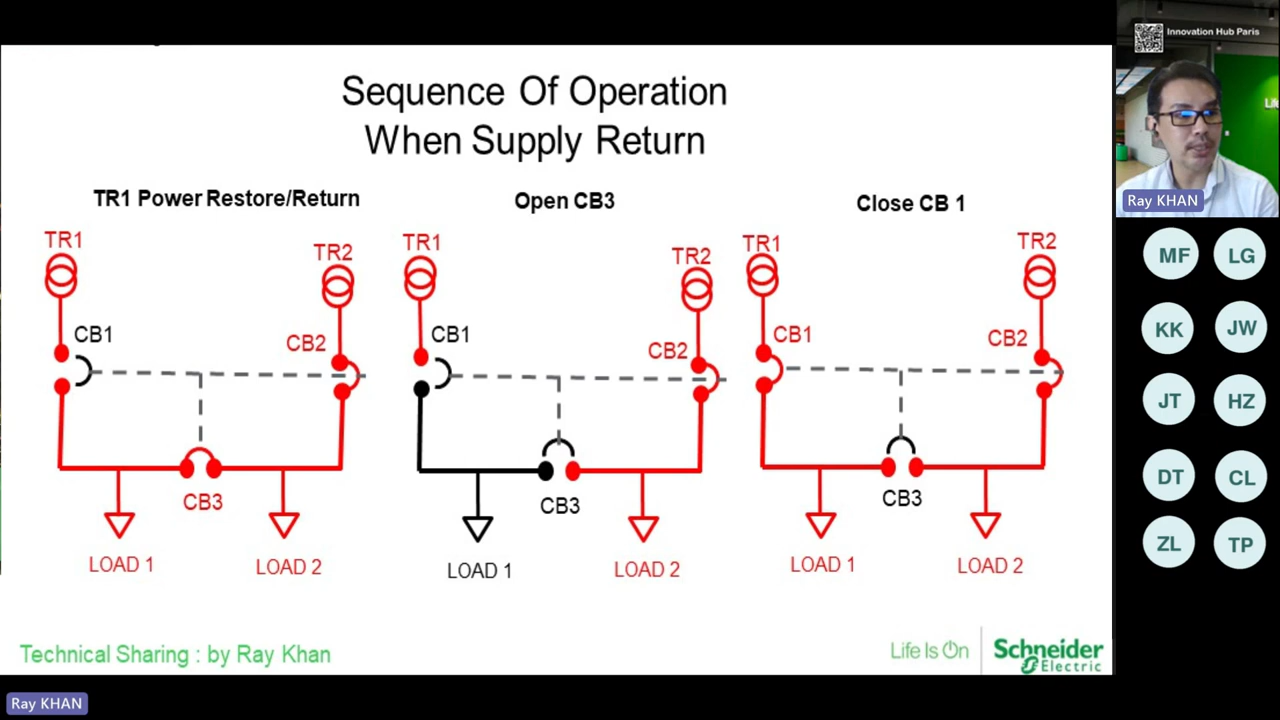 Innovation Hub Paris
Sequence Of Operation
When Supply Return
TR1 Power Restore/Return
Open CB3
Close CB 1
TR1
TR2
CB1
CB2
CB3
LOAD 1
LOAD 2
TR1
TR2
CB1
CB2
CB3
LOAD 1
LOAD 2
TR1
TR2
CB1
CB2
CB3
LOAD 1
LOAD 2
Technical Sharing : by Ray Khan
Life Is On
Schneider
Electric
Ray KHAN
Ray KHAN
MF
LG
KK
JW
JT
HZ
DT
CL
ZL
TP